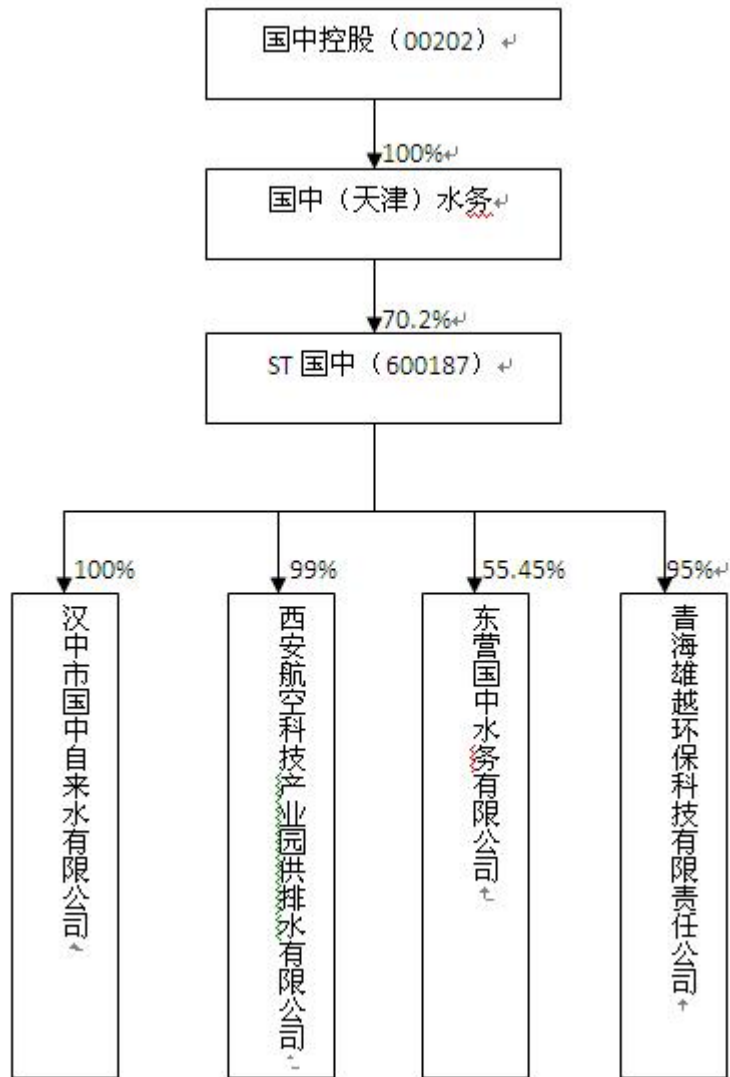 国中控股（00202）
100%
国中（天津）水务
70.2%
ST 国中（600187）
100%
99%
55.45%
95%
汉中市国中自来水有限公司
西安航空科技产业园供排水有限公司
东营国中水务有限公司
青海雄越环保科技有限责任公司